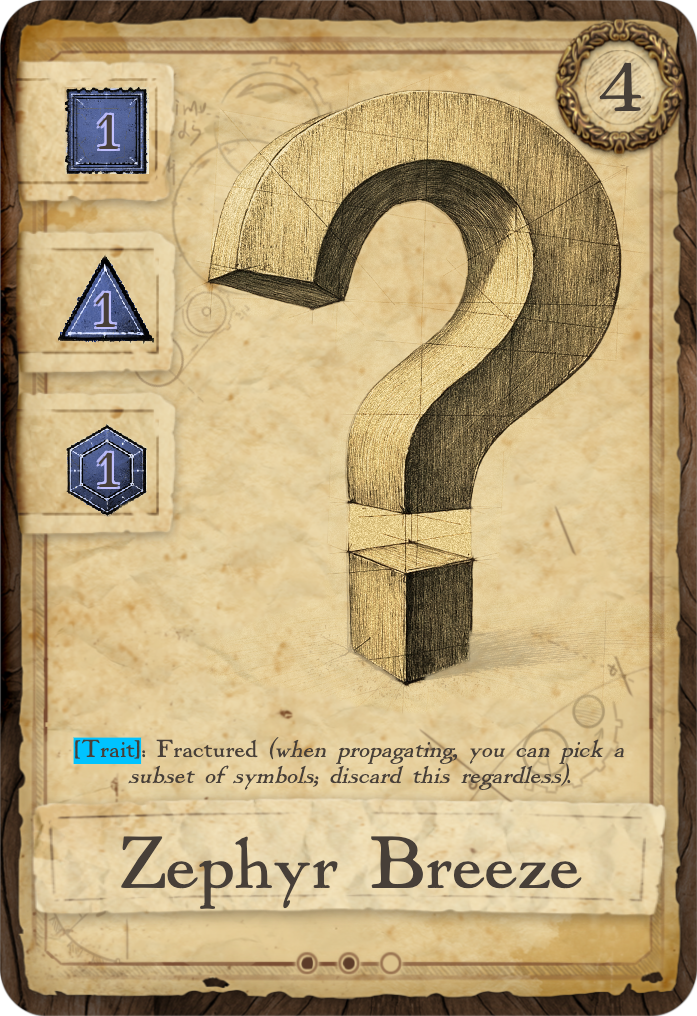 4
1
1
1
[Trait]: Fractured (when propagating, you can pick a
subset of symbols; discard this regardless).
Zephyr Breeze